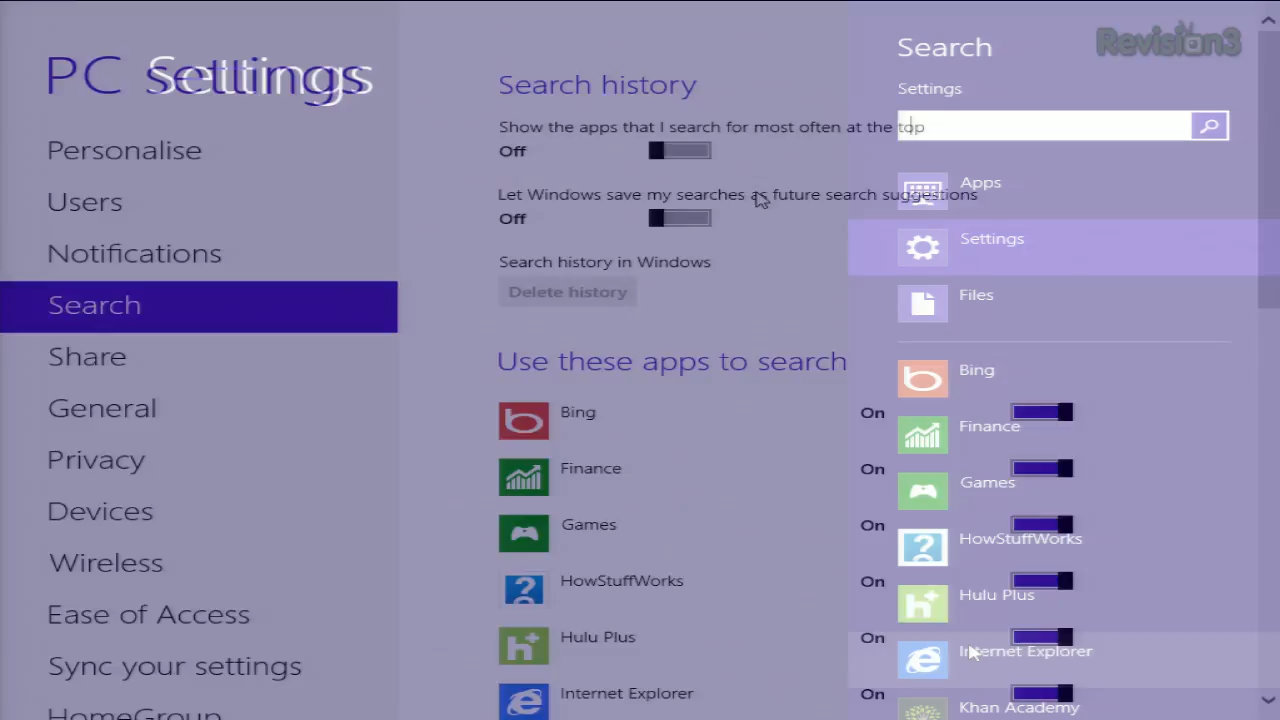 PC settings
Settings
Personalise
Users
Notifications
Search
Share
General
Privacy
Devices
Wireless
Ease of Access
Sync your settings
HomeGroup
Search history
Show the apps that I search for most often at the top
Off
Let Windows save my searches as future search suggestions
Off
Search history in Windows
Delete history
Use these apps to search
Bing
On
Finance
On
Games
On
HowStuffWorks
On
Hulu Plus
On
Internet Explorer
On
Revision3
Search
Settings
Apps
Settings
Files
Bing
Finance
Games
HowStuffWorks
Hulu Plus
Internet Explorer
Khan Academy